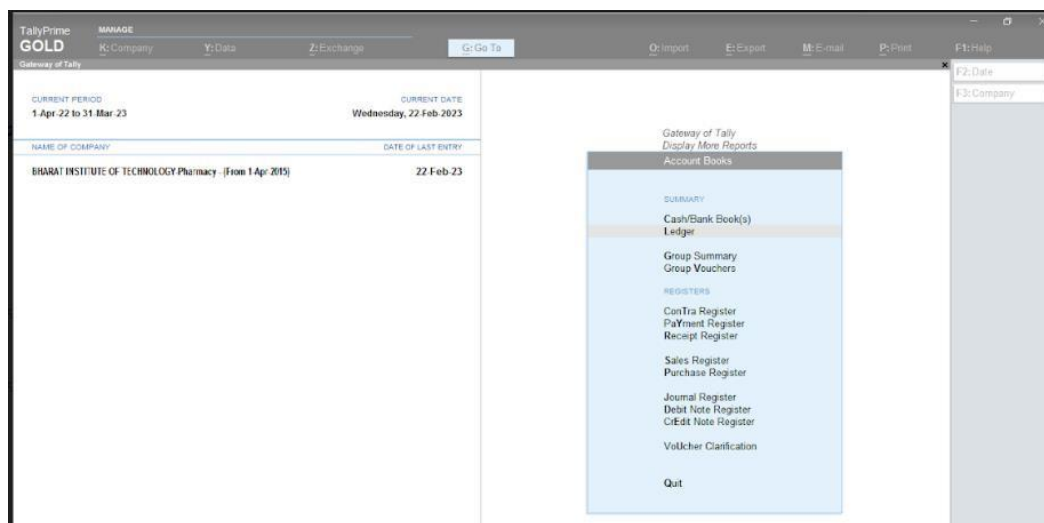 TallyPrime
GOLD
MANAGE
K: Company
Y: Data
Z: Exchange
G: Go To
O: Import
E: Export
M: E-mail
P: Print
F1: Help
Gateway of Tally
F2: Date
F3: Company
CURRENT PERIOD
1-Apr-22 to 31-Mar-23
CURRENT DATE
Wednesday, 22-Feb-2023
NAME OF COMPANY
DATE OF LAST ENTRY
BHARAT INSTITUTE OF TECHNOLOGY-Pharmacy - (From 1-Apr 2015)
22-Feb-23
Gateway of Tally
Display More Reports
Account Books
SUMMARY
Cash/Bank Book(s)
Ledger
Group Summary
Group Vouchers
REGISTERS
ConTra Register
PaYment Register
Receipt Register
Sales Register
Purchase Register
Journal Register
Debit Note Register
CrEdit Note Register
VoUcher Clarification
Quit